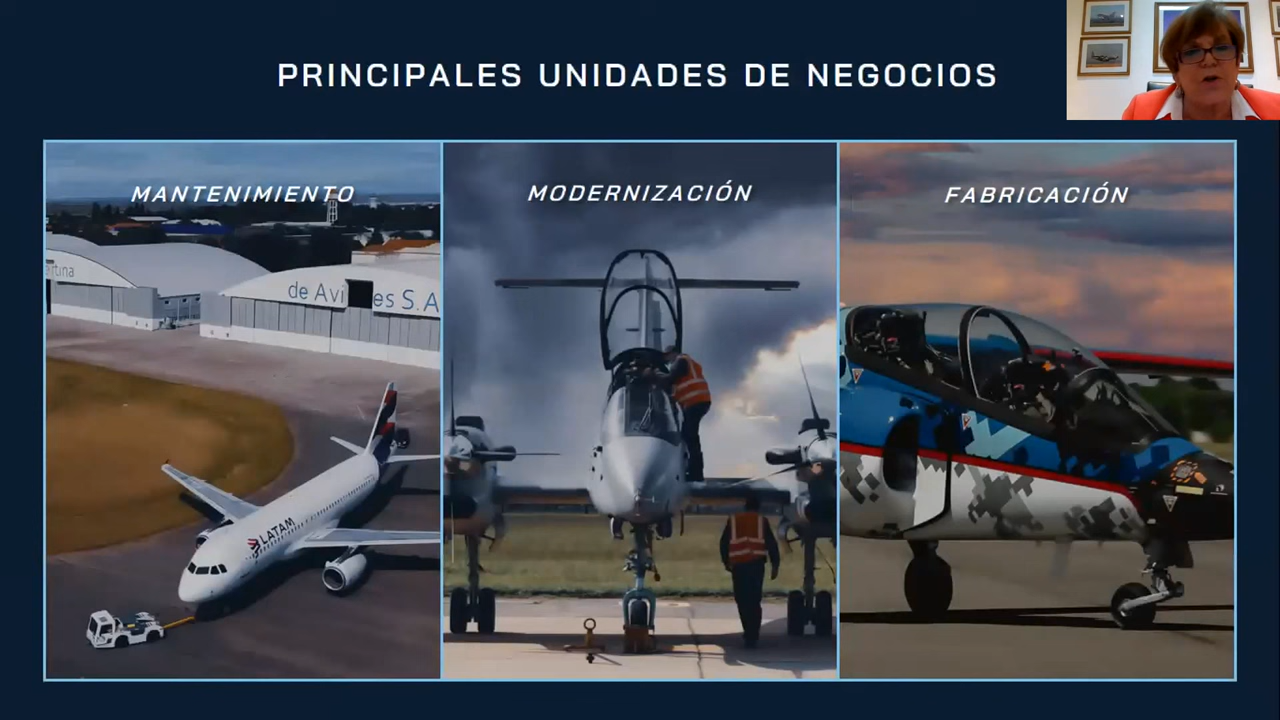 PRINCIPALES UNIDADES DE NEGOCIOS
MANTENIMIENTO
MODERNIZACIÓN
FABRICACIÓN
de Avi es S.A
LATAM